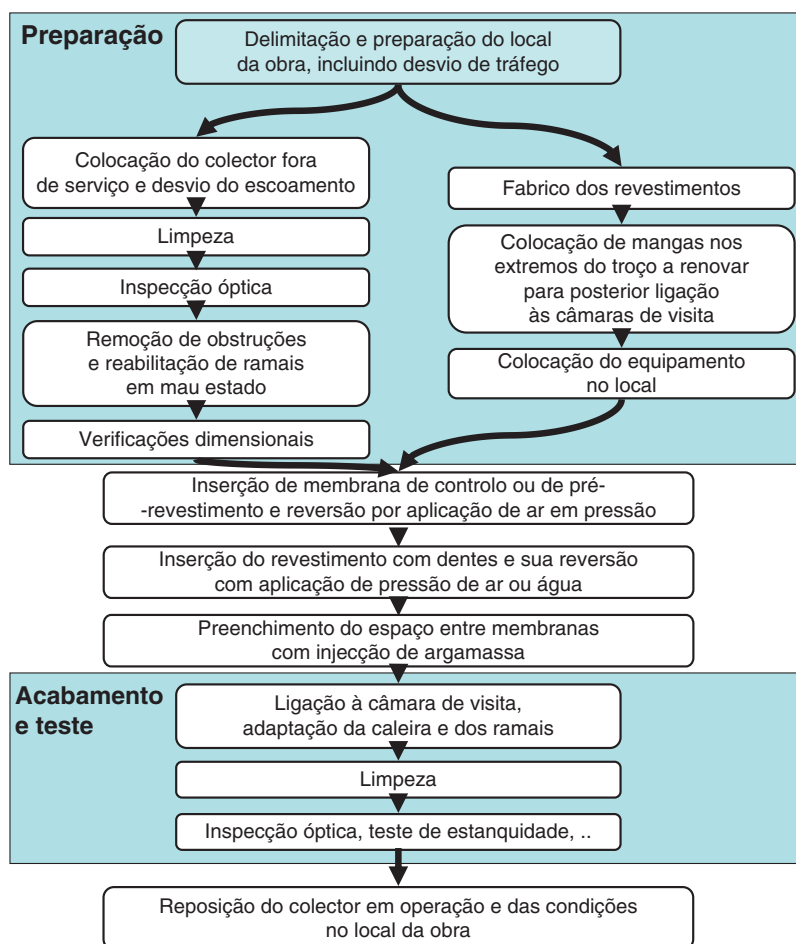 Preparação
Delimitação e preparação do local
da obra, incluindo desvio de tráfego
Colocação do colector fora
de serviço e desvio do escoamento
Limpeza
Inspecção óptica
Remoção de obstruções
e reabilitação de ramais
em mau estado
Verificações dimensionais
Fabrico dos revestimentos
Colocação de mangas nos
extremos do troço a renovar
para posterior ligação
às câmaras de visita
Colocação do equipamento
no local
Inserção de membrana de controlo ou de pré-
-revestimento e reversão por aplicação de ar em pressão
Inserção do revestimento com dentes e sua reversão
com aplicação de pressão de ar ou água
Preenchimento do espaço entre membranas
com injecção de argamassa
Acabamento
e teste
Ligação à câmara de visita,
adaptação da caleira e dos ramais
Limpeza
Inspecção óptica, teste de estanquidade, ..
Reposição do colector em operação e das condições
no local da obra